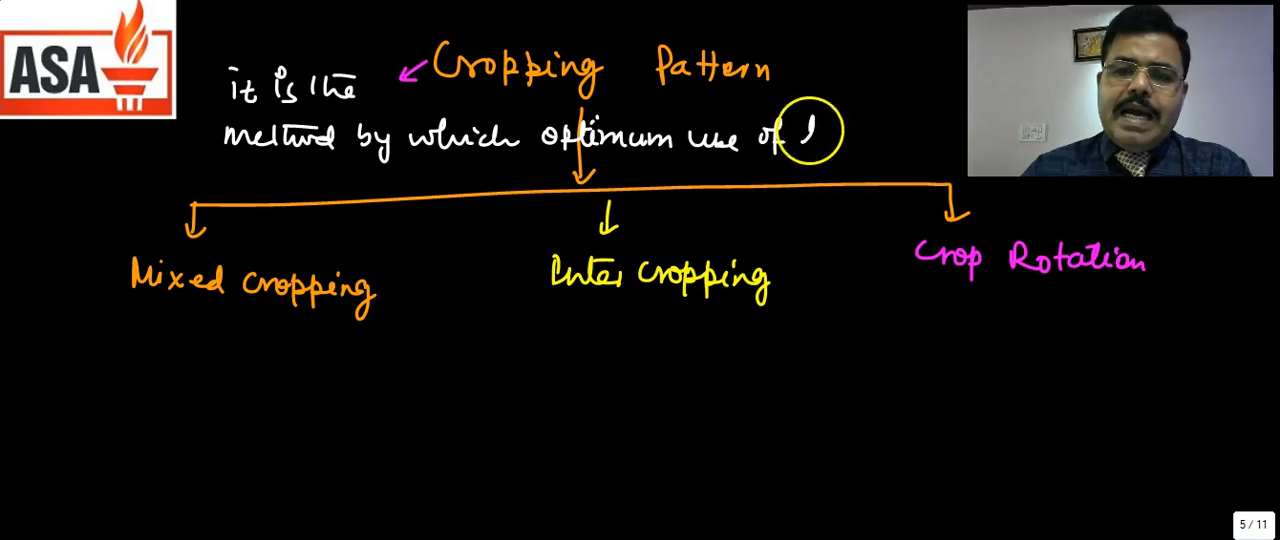 ASA
Cropping Pattern
it is the
method by which optimum use of
Mixed cropping
Inter cropping
Crop Rotation
5 / 11